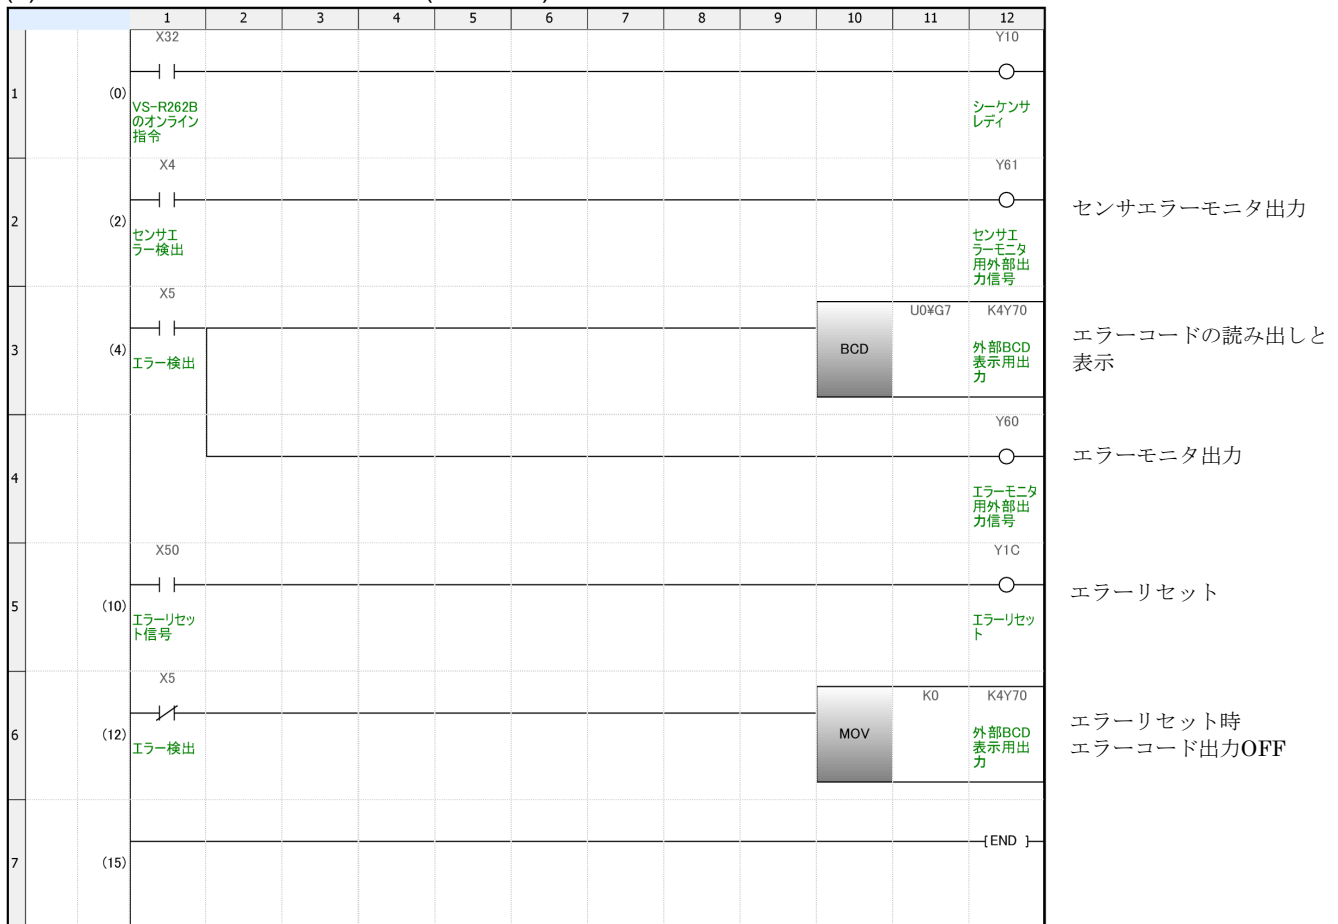 1 2 3 4 5 6 7 8 9 10 11 12
X32 Y10
1 (0)
VS-R262B
のオンライン
指令
シーケンサ
レディ
X4 Y61
2 (2)
センサエ
ラー検出
センサエ
ラーモニタ
用外部出
力信号
センサエラーモニタ出力
X5 U0¥G7 K4Y70
3 (4)
エラー検出
BCD
外部BCD
表示用出
力
エラーコードの読み出しと
表示
Y60
4
エラーモニタ
用外部出
力信号
エラーモニタ出力
X50 Y1C
5 (10)
エラーリセッ
ト信号
エラーリセッ
ト
エラーリセット
X5 K0 K4Y70
6 (12)
エラー検出
MOV
外部BCD
表示用出
力
エラーリセット時
エラーコード出力OFF
7 (15)
[END ]